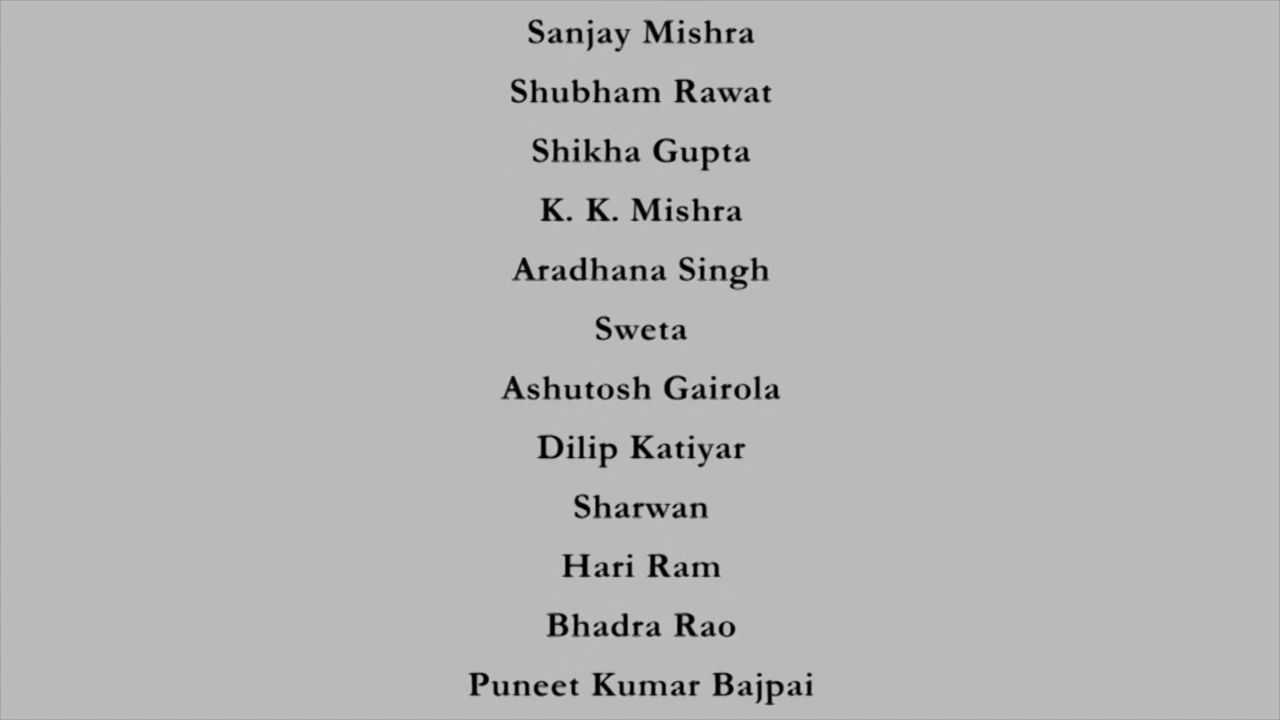 Sanjay Mishra
Shubham Rawat
Shikha Gupta
K. K. Mishra
Aradhana Singh
Sweta
Ashutosh Gairola
Dilip Katiyar
Sharwan
Hari Ram
Bhadra Rao
Puneet Kumar Bajpai